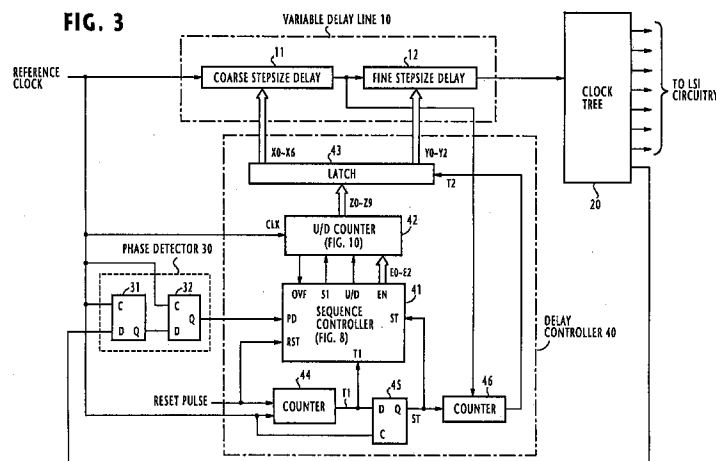 FIG. 3
VARIABLE DELAY LINE 10
REFERENCE
CLOCK
11
COARSE STEPSIZE DELAY
12
FINE STEPSIZE DELAY
CLOCK
TREE
20
TO LSI
CIRCUITRY
X0-X6
Y0-Y2
43
LATCH
T2
Z0-Z9
CLK
U/D COUNTER
(FIG. 10)
42
PHASE DETECTOR 30
31
C
D Q
32
C
Q
D
E0-E2
OVF S1 U/D EN
41
PD
SEQUENCE
CONTROLLER
(FIG. 8)
ST
RST
T1
DELAY
CONTROLLER 40
RESET PULSE
44
COUNTER
T1
45
D Q
C
ST
46
COUNTER